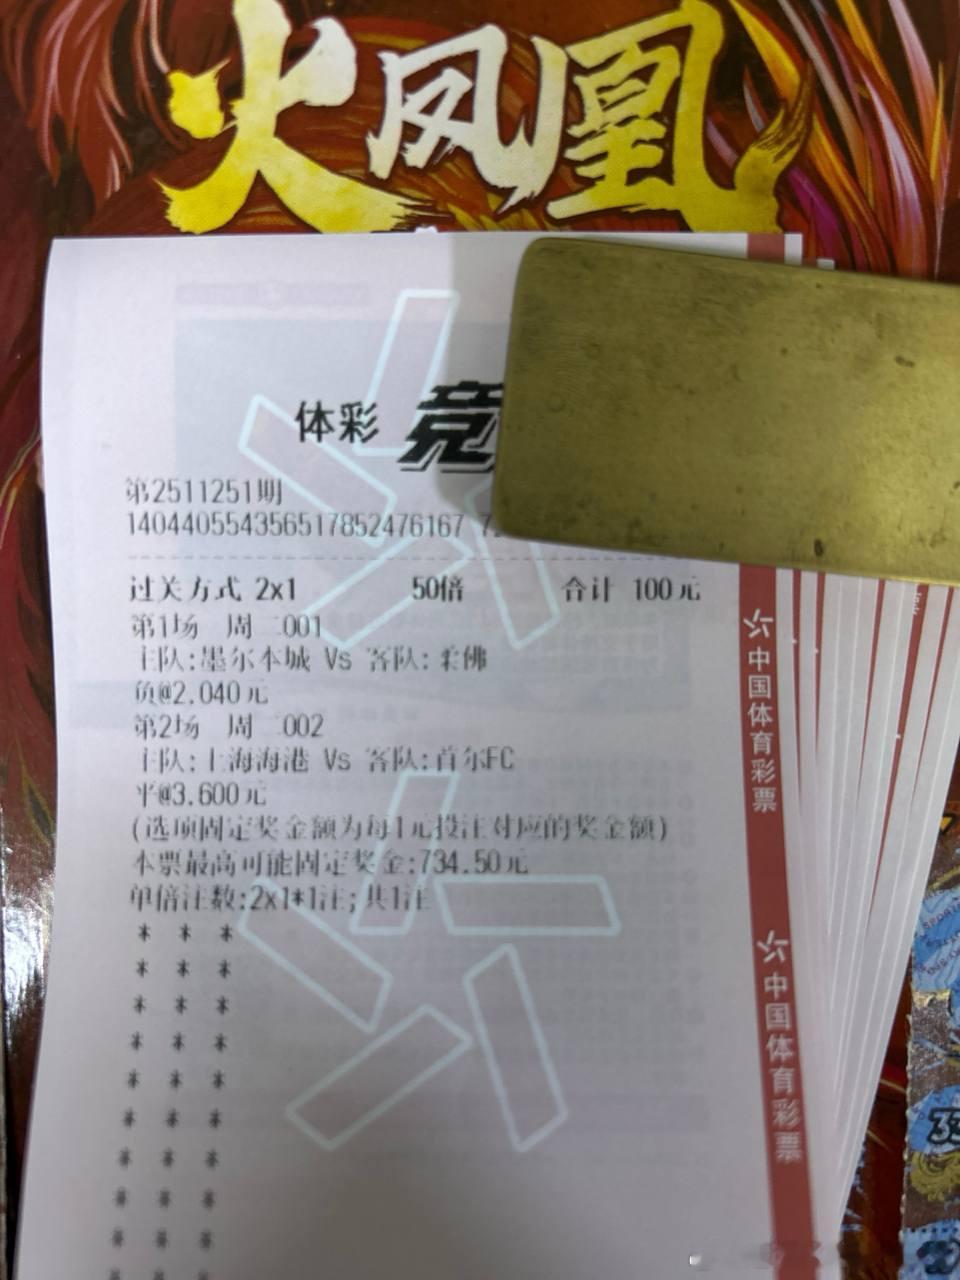 火凤凰
体彩 竞
第2511251期
140440554356517852476167
过关方式 2x1 50倍 合计 100元
第1场 周二001
主队:墨尔本城 Vs 客队:柔佛
负@2.040元
第2场 周二002
主队:上海海港 Vs 客队:首尔FC
平@3.600元
(选项固定奖金额为每1元投注对应的奖金额)
本票最高可能固定奖金:734.50元
单倍注数:2x1*1注;共1注
* * *
* * *
* * *
* * *
* * *
* * *
* * *
* * *
* * *
* * *
中国体育彩票
中国体育彩票
33